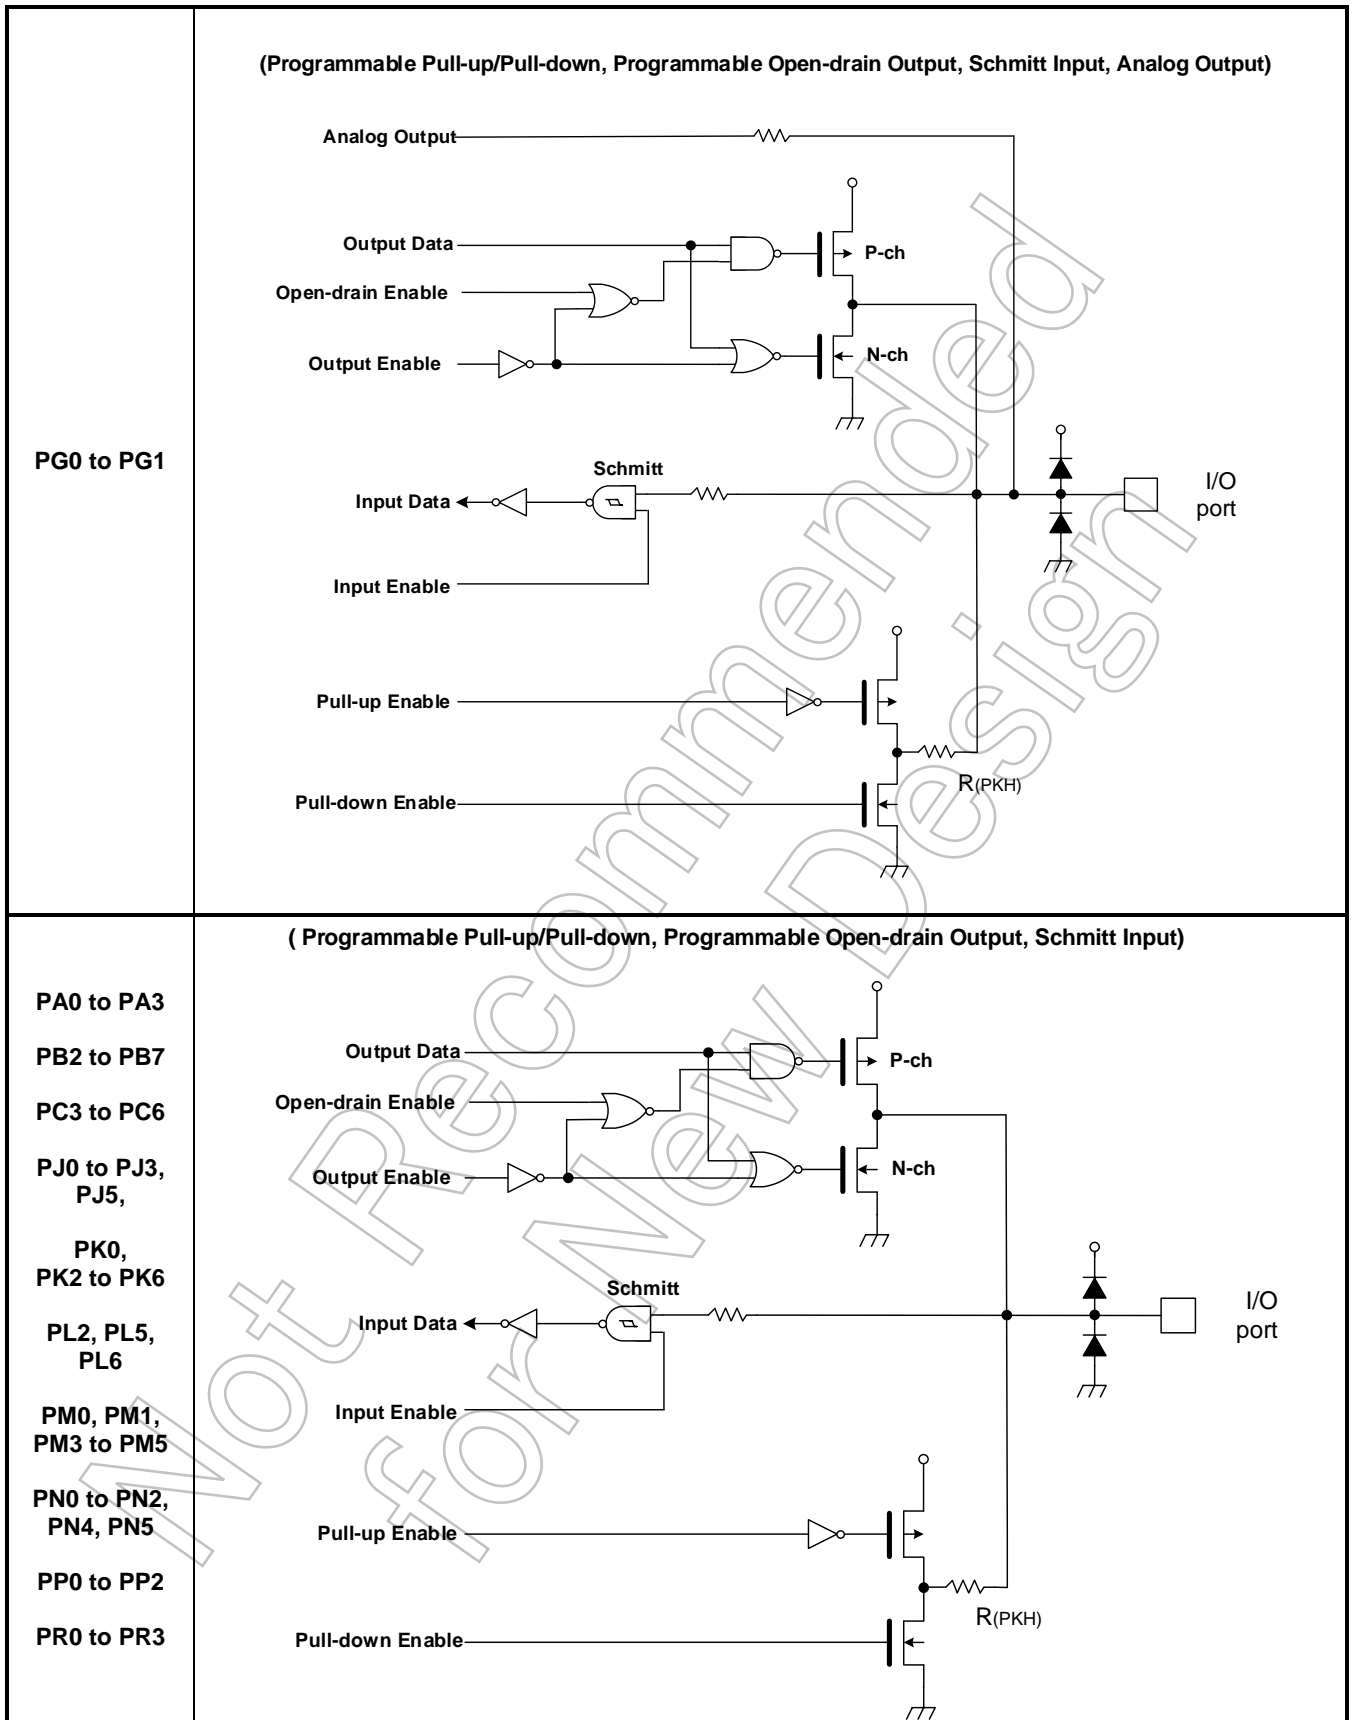 (Programmable Pull-up/Pull-down, Programmable Open-drain Output, Schmitt Input, Analog Output)
Analog Output
Output Data
P-ch
Open-drain Enable
Output Enable
N-ch
PG0 to PG1
Schmitt
Input Data
I/O
port
Input Enable
Pull-up Enable
R(PKH)
Pull-down Enable
( Programmable Pull-up/Pull-down, Programmable Open-drain Output, Schmitt Input)
PA0 to PA3
PB2 to PB7
PC3 to PC6
PJ0 to PJ3,
PJ5,
PK0,
PK2 to PK6
PL2, PL5,
PL6
PM0, PM1,
PM3 to PM5
PN0 to PN2,
PN4, PN5
PP0 to PP2
PR0 to PR3
Output Data
P-ch
Open-drain Enable
Output Enable
N-ch
Schmitt
Input Data
I/O
port
Input Enable
Pull-up Enable
R(PKH)
Pull-down Enable
Not Recommended
for New Design